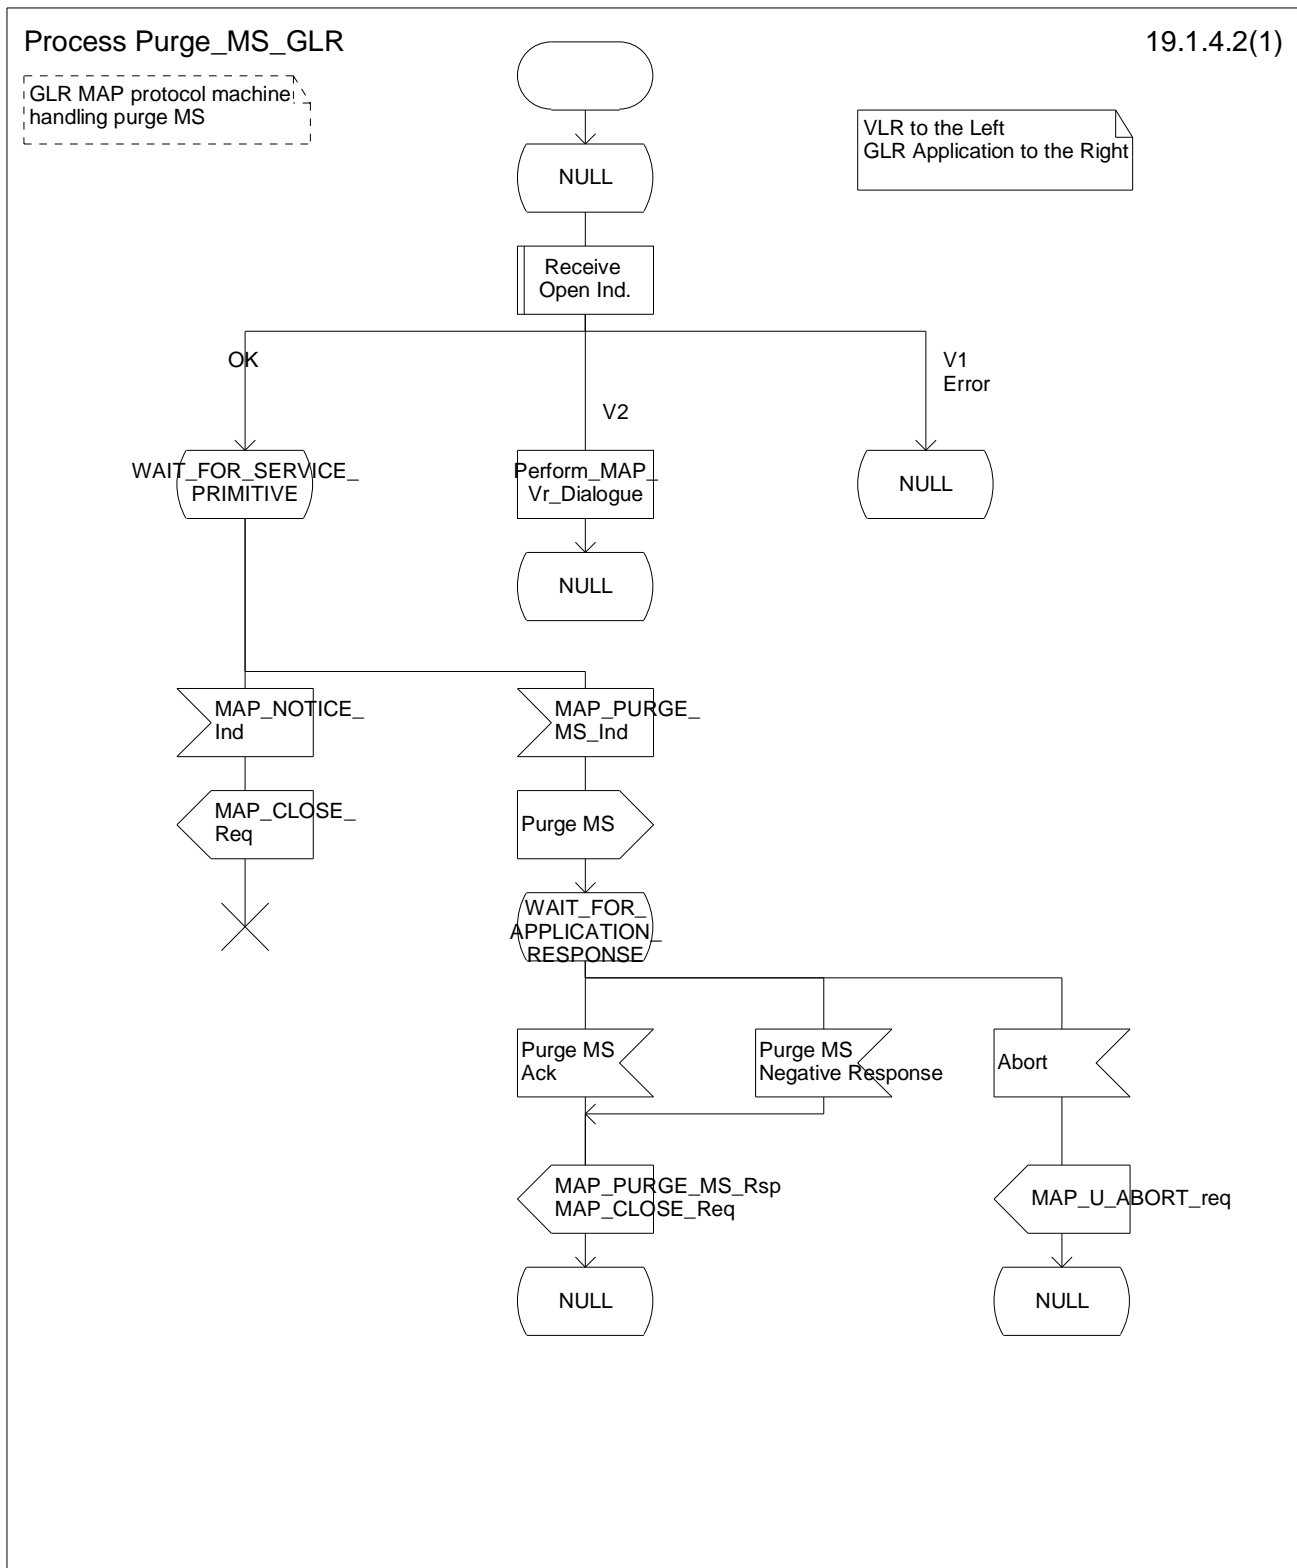 Process Purge_MS_GLR
19.1.4.2(1)
GLR MAP protocol machine
handling purge MS
VLR to the Left
GLR Application to the Right
NULL
Receive
Open Ind.
OK
V2
V1
Error
WAIT_FOR_SERVICE_
PRIMITIVE
Perform_MAP_
Vr_Dialogue
NULL
NULL
MAP_NOTICE_
Ind
MAP_PURGE_
MS_Ind
MAP_CLOSE_
Req
Purge MS
WAIT_FOR_
APPLICATION_
RESPONSE
Purge MS
Ack
Purge MS
Negative Response
Abort
MAP_PURGE_MS_Rsp
MAP_CLOSE_Req
MAP_U_ABORT_req
NULL
NULL